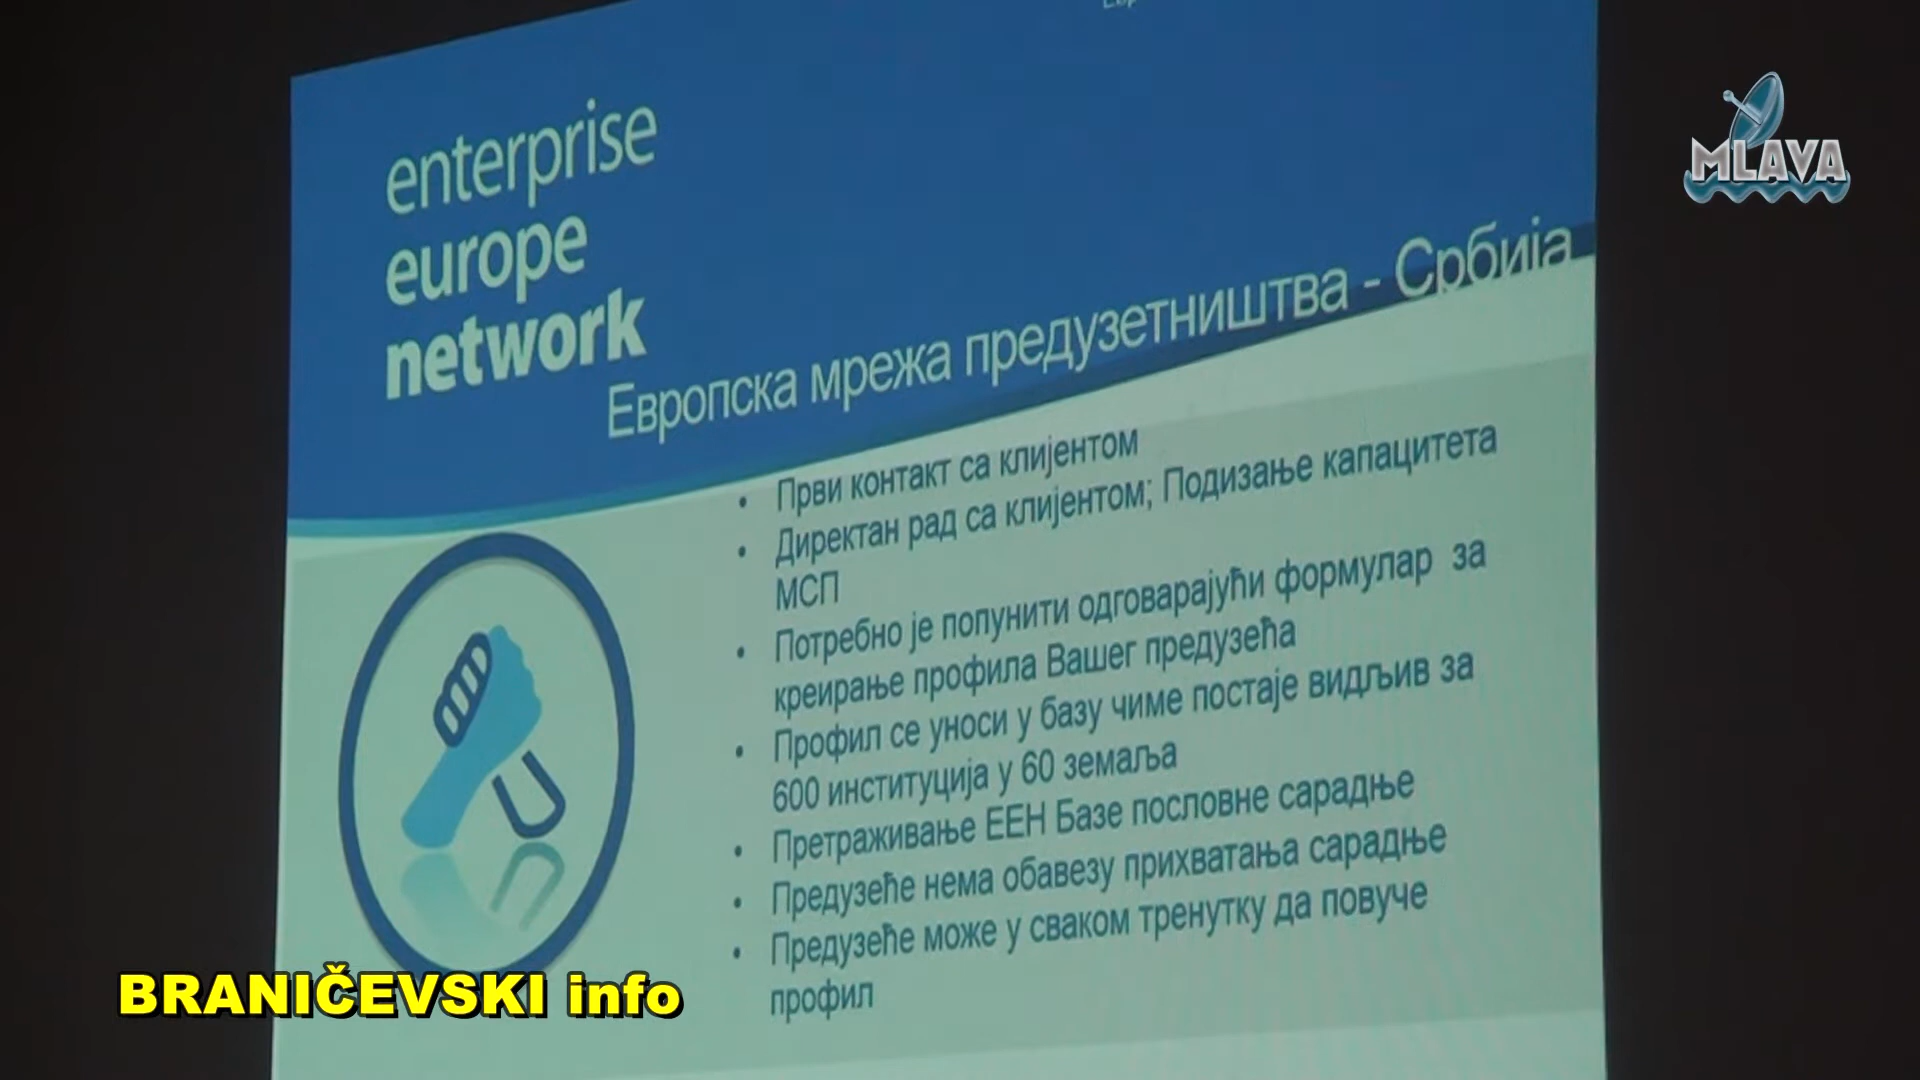 MLAVA
enterprise
europe
network
Европска мрежа предузетништва - Србија
• Први контакт са клијентом
• Директан рад са клијентом; Подизање капацитета
МСП
• Потребно је попунити одговарајући формулар за
креирање профила Вашег предузећа
• Профил се уноси у базу чиме постаје видљив за
600 институција у 60 земаља
• Претраживање ЕЕН Базе пословне сарадње
• Предузеће нема обавезу прихватања сарадње
• Предузеће може у сваком тренутку да повуче
профил
BRANIČEVSKI info